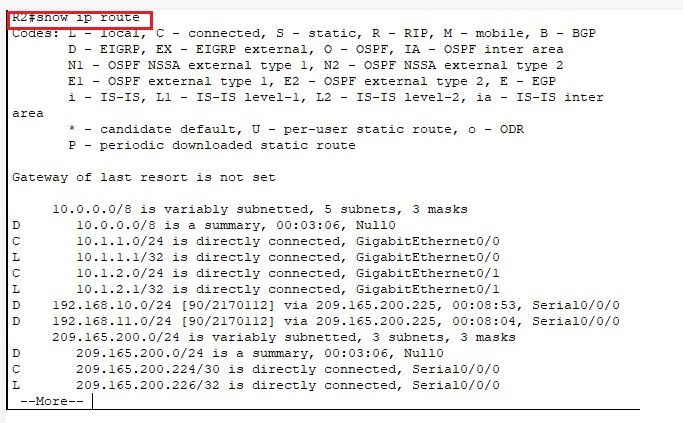 R2#show ip route
Codes: L - local, C - connected, S - static, R - RIP, M - mobile, B - BGP
D - EIGRP, EX - EIGRP external, O - OSPF, IA - OSPF inter area
N1 - OSPF NSSA external type 1, N2 - OSPF NSSA external type 2
E1 - OSPF external type 1, E2 - OSPF external type 2, E - EGP
i - IS-IS, L1 - IS-IS level-1, L2 - IS-IS level-2, ia - IS-IS inter
area
* - candidate default, U - per-user static route, o - ODR
P - periodic downloaded static route
Gateway of last resort is not set
10.0.0.0/8 is variably subnetted, 5 subnets, 3 masks
D 10.0.0.0/8 is a summary, 00:03:06, Null0
C 10.1.1.0/24 is directly connected, GigabitEthernet0/0
L 10.1.1.1/32 is directly connected, GigabitEthernet0/0
C 10.1.2.0/24 is directly connected, GigabitEthernet0/1
L 10.1.2.1/32 is directly connected, GigabitEthernet0/1
D 192.168.10.0/24 [90/2170112] via 209.165.200.225, 00:08:53, Serial0/0/0
D 192.168.11.0/24 [90/2170112] via 209.165.200.225, 00:08:04, Serial0/0/0
209.165.200.0/24 is variably subnetted, 3 subnets, 3 masks
D 209.165.200.0/24 is a summary, 00:03:06, Null0
C 209.165.200.224/30 is directly connected, Serial0/0/0
L 209.165.200.226/32 is directly connected, Serial0/0/0
--More--